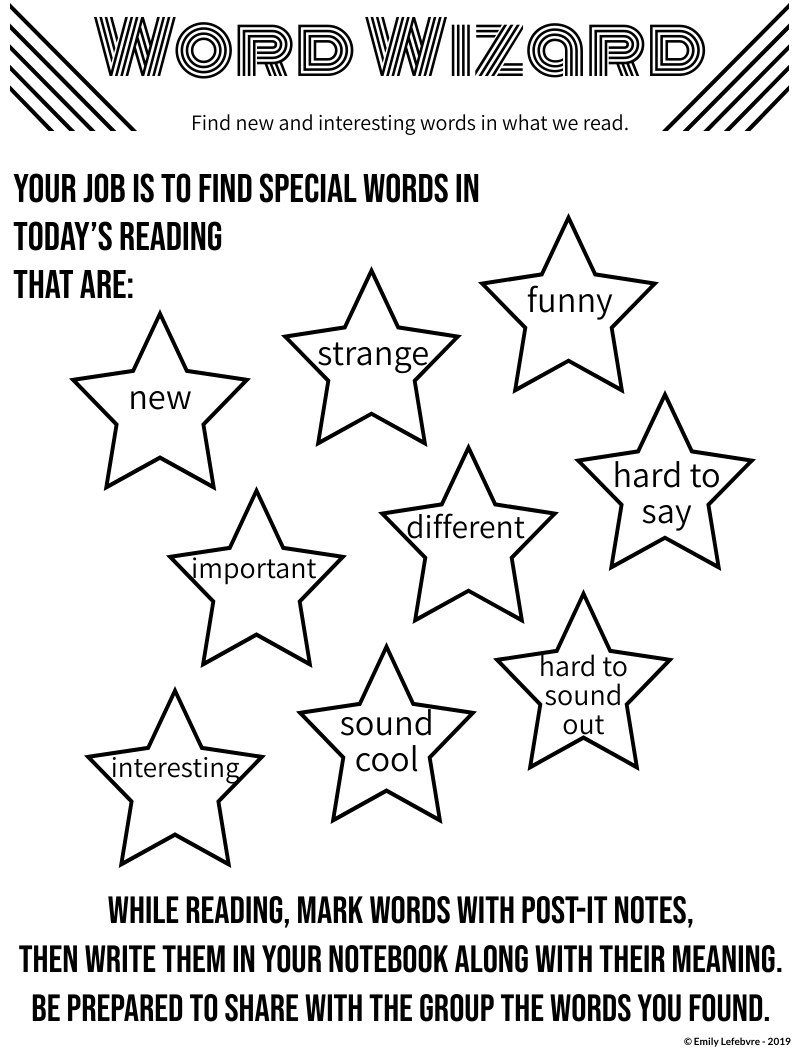 WORD WIZARD
Find new and interesting words in what we read.
YOUR JOB IS TO FIND SPECIAL WORDS IN
TODAY'S READING
THAT ARE:
funny
strange
new
hard to
say
different
important
hard to
sound
out
sound
cool
interesting
WHILE READING, MARK WORDS WITH POST-IT NOTES,
THEN WRITE THEM IN YOUR NOTEBOOK ALONG WITH THEIR MEANING.
BE PREPARED TO SHARE WITH THE GROUP THE WORDS YOU FOUND.
© Emily Lefebvre - 2019